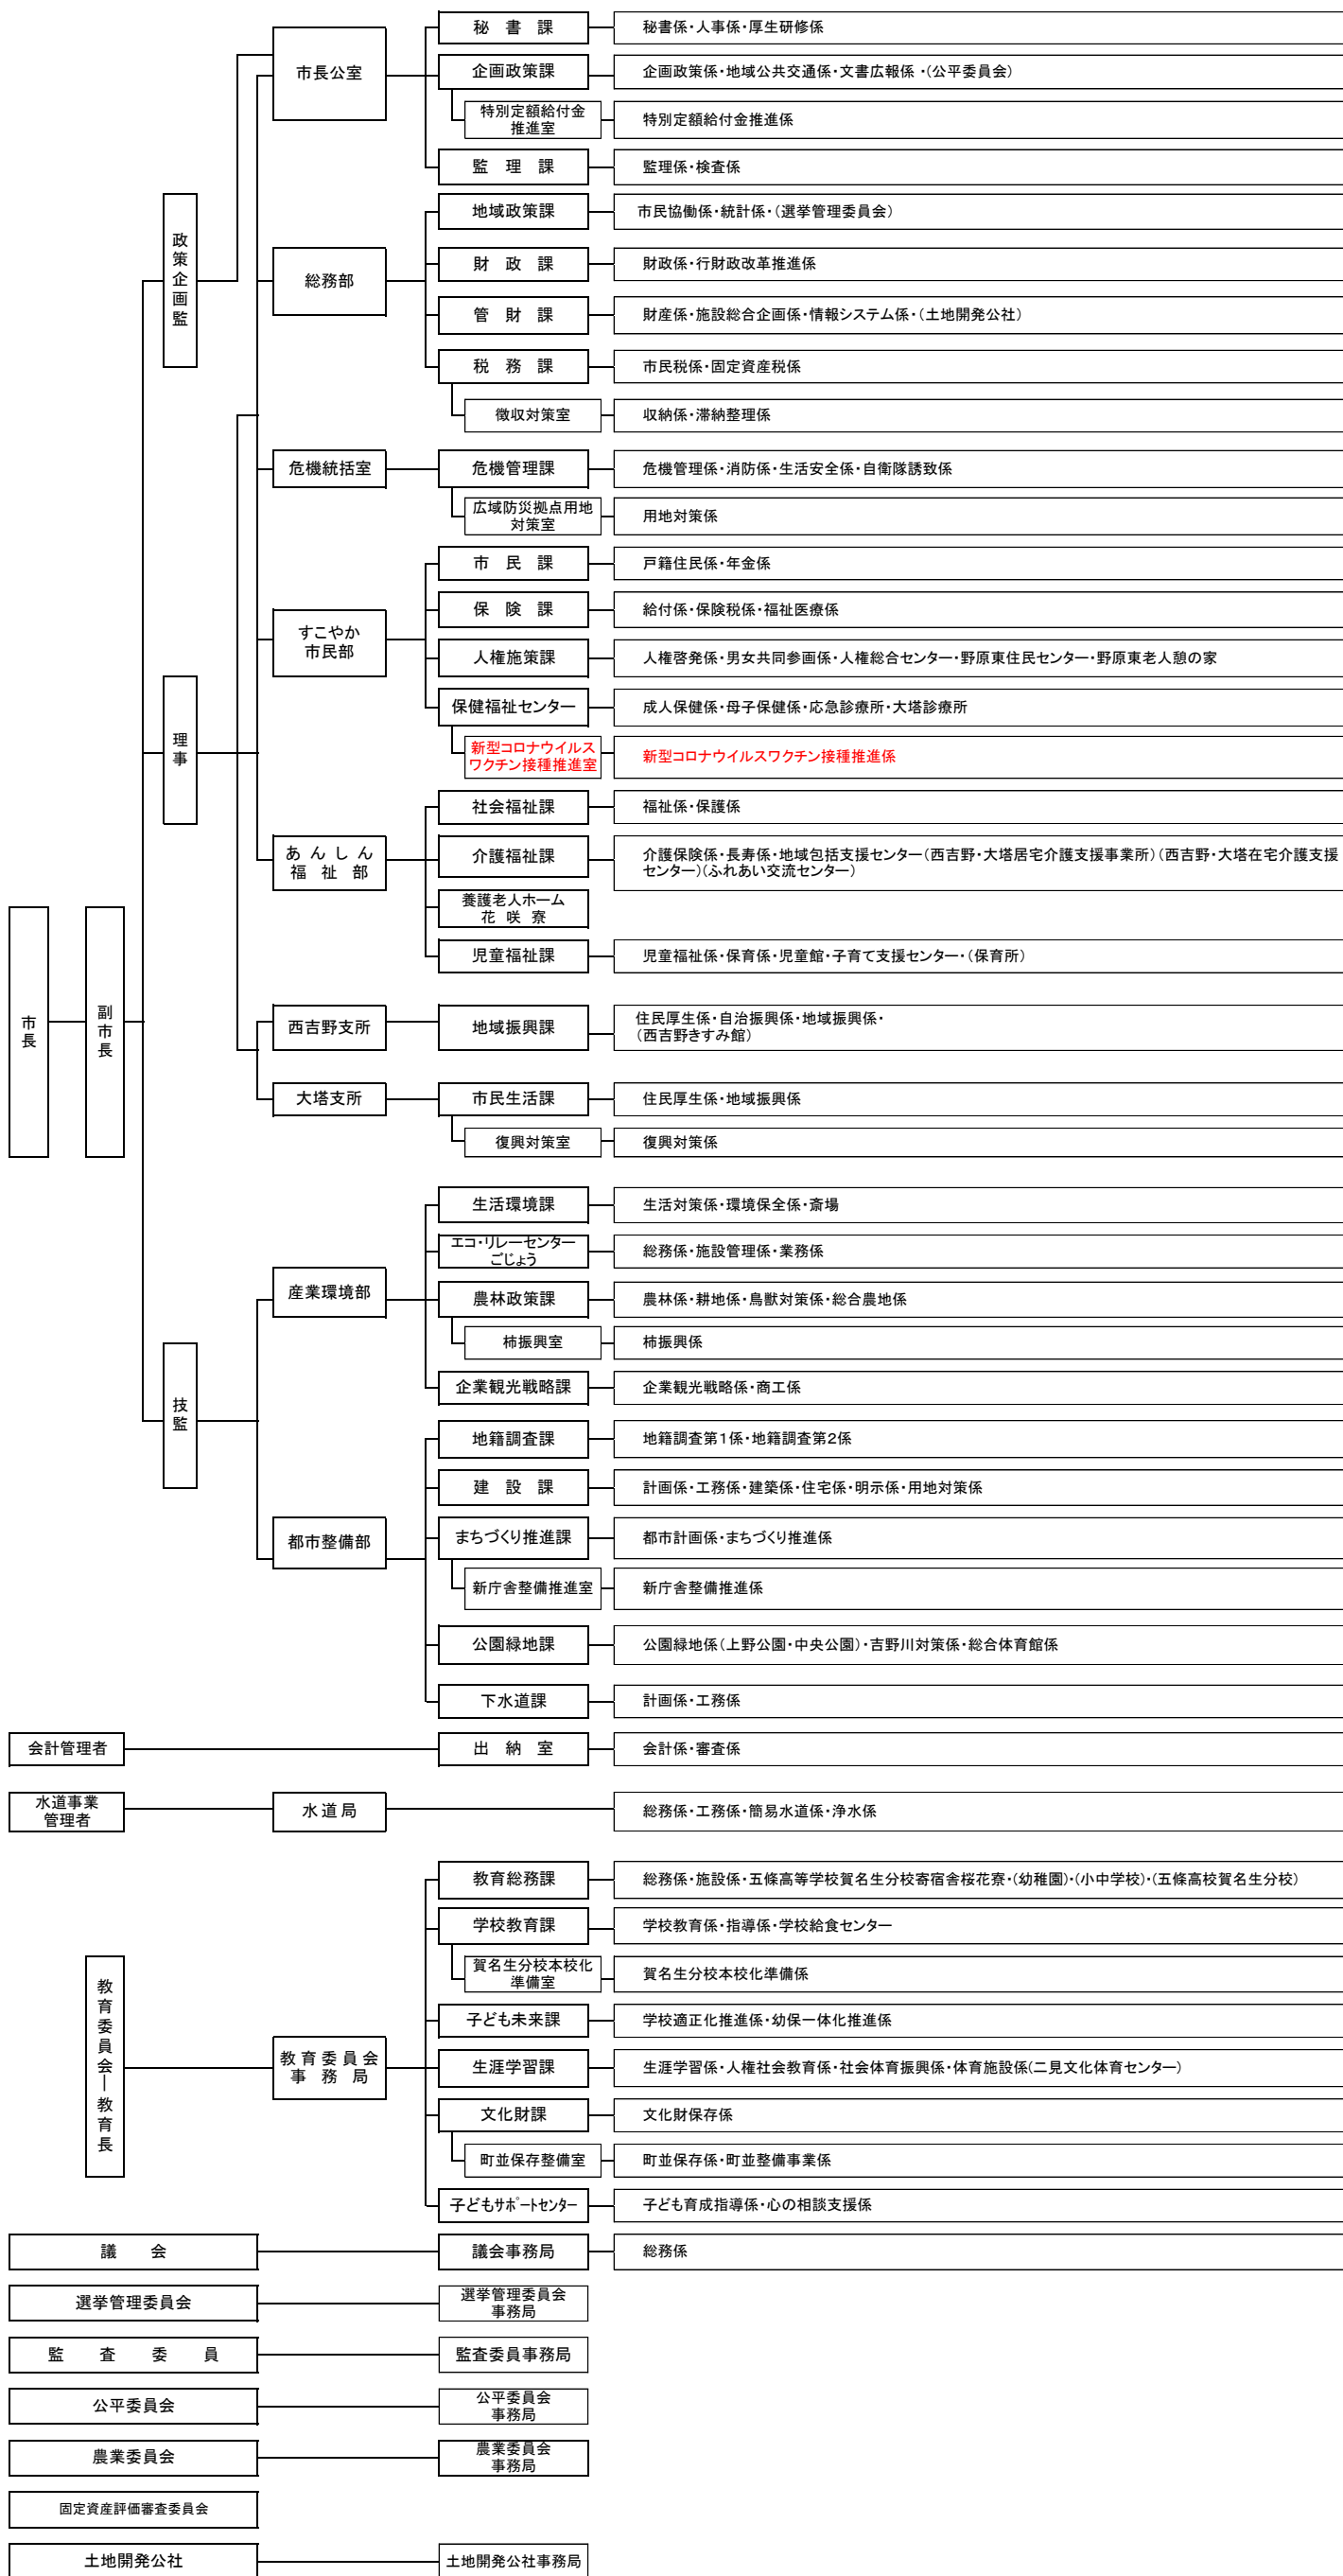 秘書課
秘書係・人事係・厚生研修係
市長公室
企画政策課
企画政策係・地域公共交通係・文書広報係 ・(公平委員会)
特別定額給付金
推進室
特別定額給付金推進係
監理課
監理係・検査係
政策企画監
地域政策課
市民協働係・統計係・(選挙管理委員会)
総務部
財政課
財政係・行財政改革推進係
管財課
財産係・施設総合企画係・情報システム係・(土地開発公社)
税務課
市民税係・固定資産税係
徴収対策室
収納係・滞納整理係
危機統括室
危機管理課
危機管理係・消防係・生活安全係・自衛隊誘致係
広域防災拠点用地
対策室
用地対策係
市民課
戸籍住民係・年金係
すこやか
市民部
保険課
給付係・保険税係・福祉医療係
人権施策課
人権啓発係・男女共同参画係・人権総合センター・野原東住民センター・野原東老人憩の家
理事
保健福祉センター
成人保健係・母子保健係・応急診療所・大塔診療所
新型コロナウイルス
ワクチン接種推進室
新型コロナウイルスワクチン接種推進係
社会福祉課
福祉係・保護係
あんしん
福祉部
介護福祉課
介護保険係・長寿係・地域包括支援センター(西吉野・大塔居宅介護支援事業所)(西吉野・大塔在宅介護支援
センター)(ふれあい交流センター)
養護老人ホーム
花咲寮
児童福祉課
児童福祉係・保育係・児童館・子育て支援センター・(保育所)
市長
副市長
西吉野支所
地域振興課
住民厚生係・自治振興係・地域振興係・
(西吉野きすみ館)
大塔支所
市民生活課
住民厚生係・地域振興係
復興対策室
復興対策係
生活環境課
生活対策係・環境保全係・斎場
エコ・リレーセンター
ごじょう
総務係・施設管理係・業務係
産業環境部
農林政策課
農林係・耕地係・鳥獣対策係・総合農地係
柿振興室
柿振興係
企業観光戦略課
企業観光戦略係・商工係
技監
地籍調査課
地籍調査第1係・地籍調査第2係
建設課
計画係・工務係・建築係・住宅係・明示係・用地対策係
都市整備部
まちづくり推進課
都市計画係・まちづくり推進係
新庁舎整備推進室
新庁舎整備推進係
公園緑地課
公園緑地係(上野公園・中央公園)・吉野川対策係・総合体育館係
下水道課
計画係・工務係
会計管理者
出納室
会計係・審査係
水道事業
管理者
水道局
総務係・工務係・簡易水道係・浄水係
教育総務課
総務係・施設係・五條高等学校賀名生分校寄宿舎桜花寮・(幼稚園)・(小中学校)・(五條高校賀名生分校)
学校教育課
学校教育係・指導係・学校給食センター
賀名生分校本校化
準備室
賀名生分校本校化準備係
教育委員会ー教育長
子ども未来課
学校適正化推進係・幼保一体化推進係
教育委員会
事務局
生涯学習課
生涯学習係・人権社会教育係・社会体育振興係・体育施設係(二見文化体育センター)
文化財課
文化財保存係
町並保存整備室
町並保存係・町並整備事業係
子どもサポートセンター
子ども育成指導係・心の相談支援係
議会
議会事務局
総務係
選挙管理委員会
選挙管理委員会
事務局
監査委員
監査委員事務局
公平委員会
公平委員会
事務局
農業委員会
農業委員会
事務局
固定資産評価審査委員会
土地開発公社
土地開発公社事務局